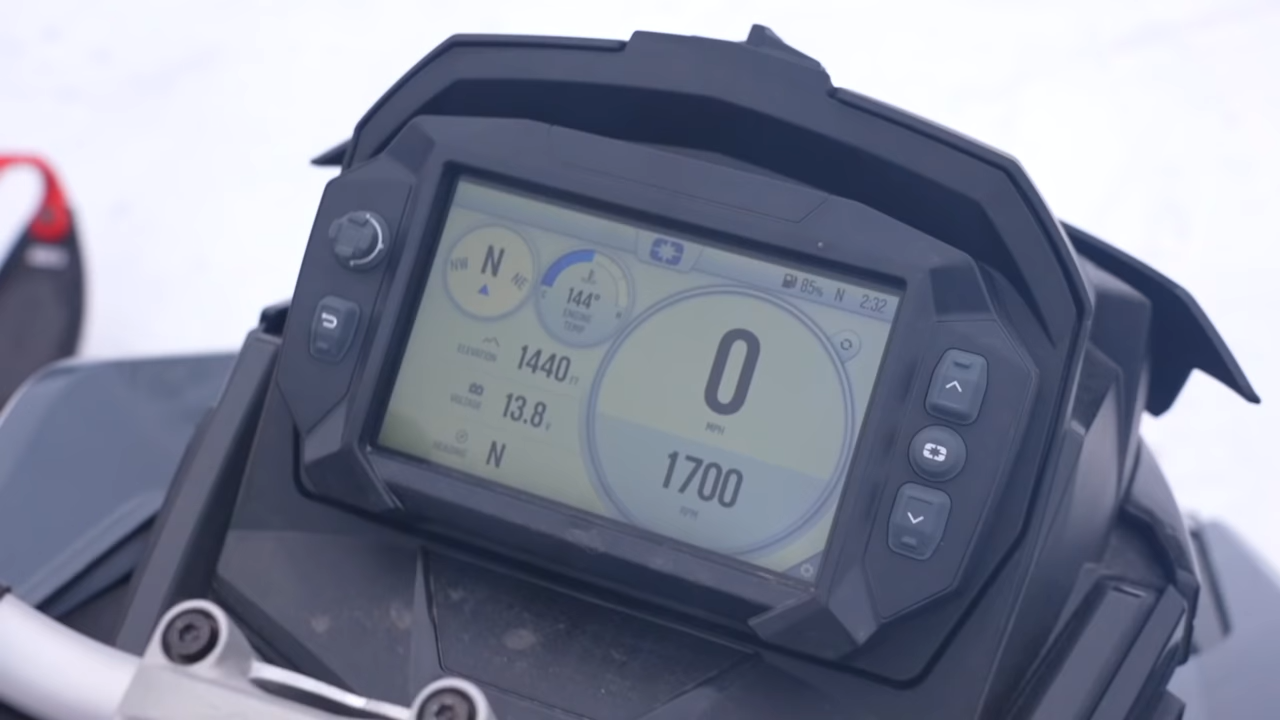 85% N 2:32
NW N NE
144°
ENGINE
TEMP
ELEVATION 1440 FT
VOLTAGE 13.8 V
HEADING N
0
MPH
1700
RPM